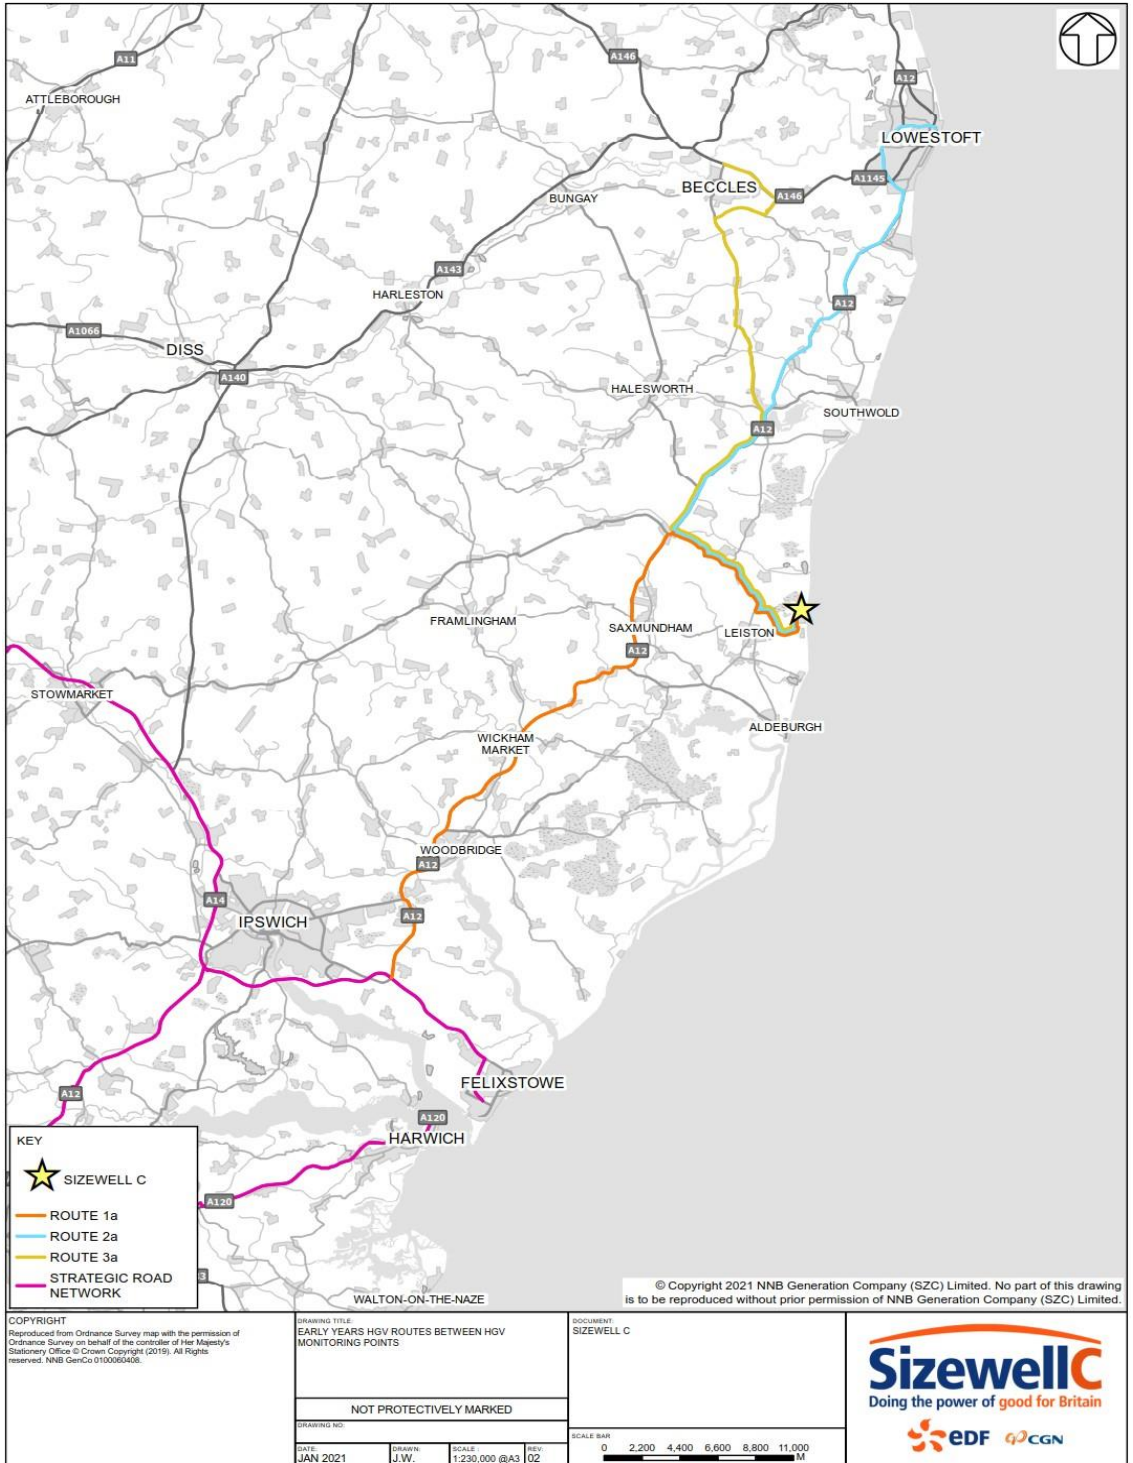 A11
A146
A12
ATTLEBOROUGH
LOWESTOFT
A1145
BECCLES
A146
BUNGAY
A143
HARLESTON
A12
A1066
DISS
A140
HALESWORTH
SOUTHWOLD
A12
FRAMLINGHAM
SAXMUNDHAM
LEISTON
A12
STOWMARKET
ALDEBURGH
WICKHAM
MARKET
WOODBRIDGE
A12
A14
IPSWICH
A12
FELIXSTOWE
A12
A120
HARWICH
KEY
SIZEWELL C
A120
ROUTE 1a
ROUTE 2a
ROUTE 3a
STRATEGIC ROAD
NETWORK
3
WALTON-ON-THE-NAZE
© Copyright 2021 NNB Generation Company (SZC) Limited. No part of this drawing
is to be reproduced without prior permission of NNB Generation Company (SZC) Limited.
COPYRIGHT
Reproduced from Ordnance Survey map with the permission of
Ordnance Survey on behalf of the controller of Her Majesty's
Stationery Office © Crown Copyright (2019). All Rights
reserved. NNB GenCo 0100060408.
DRAWING TITLE:
EARLY YEARS HGV ROUTES BETWEEN HGV
MONITORING POINTS
NOT PROTECTIVELY MARKED
DRAWING NO:
DATE:
JAN 2021
DRAWN:
J.W.
SCALE :
1:230,000 @A3
REV:
02
DOCUMENT:
SIZEWELL C
SCALE BAR
0 2,200 4,400 6,600 8,800 11,000
M
SizewellC
Doing the power of good for Britain
eDF
CGN